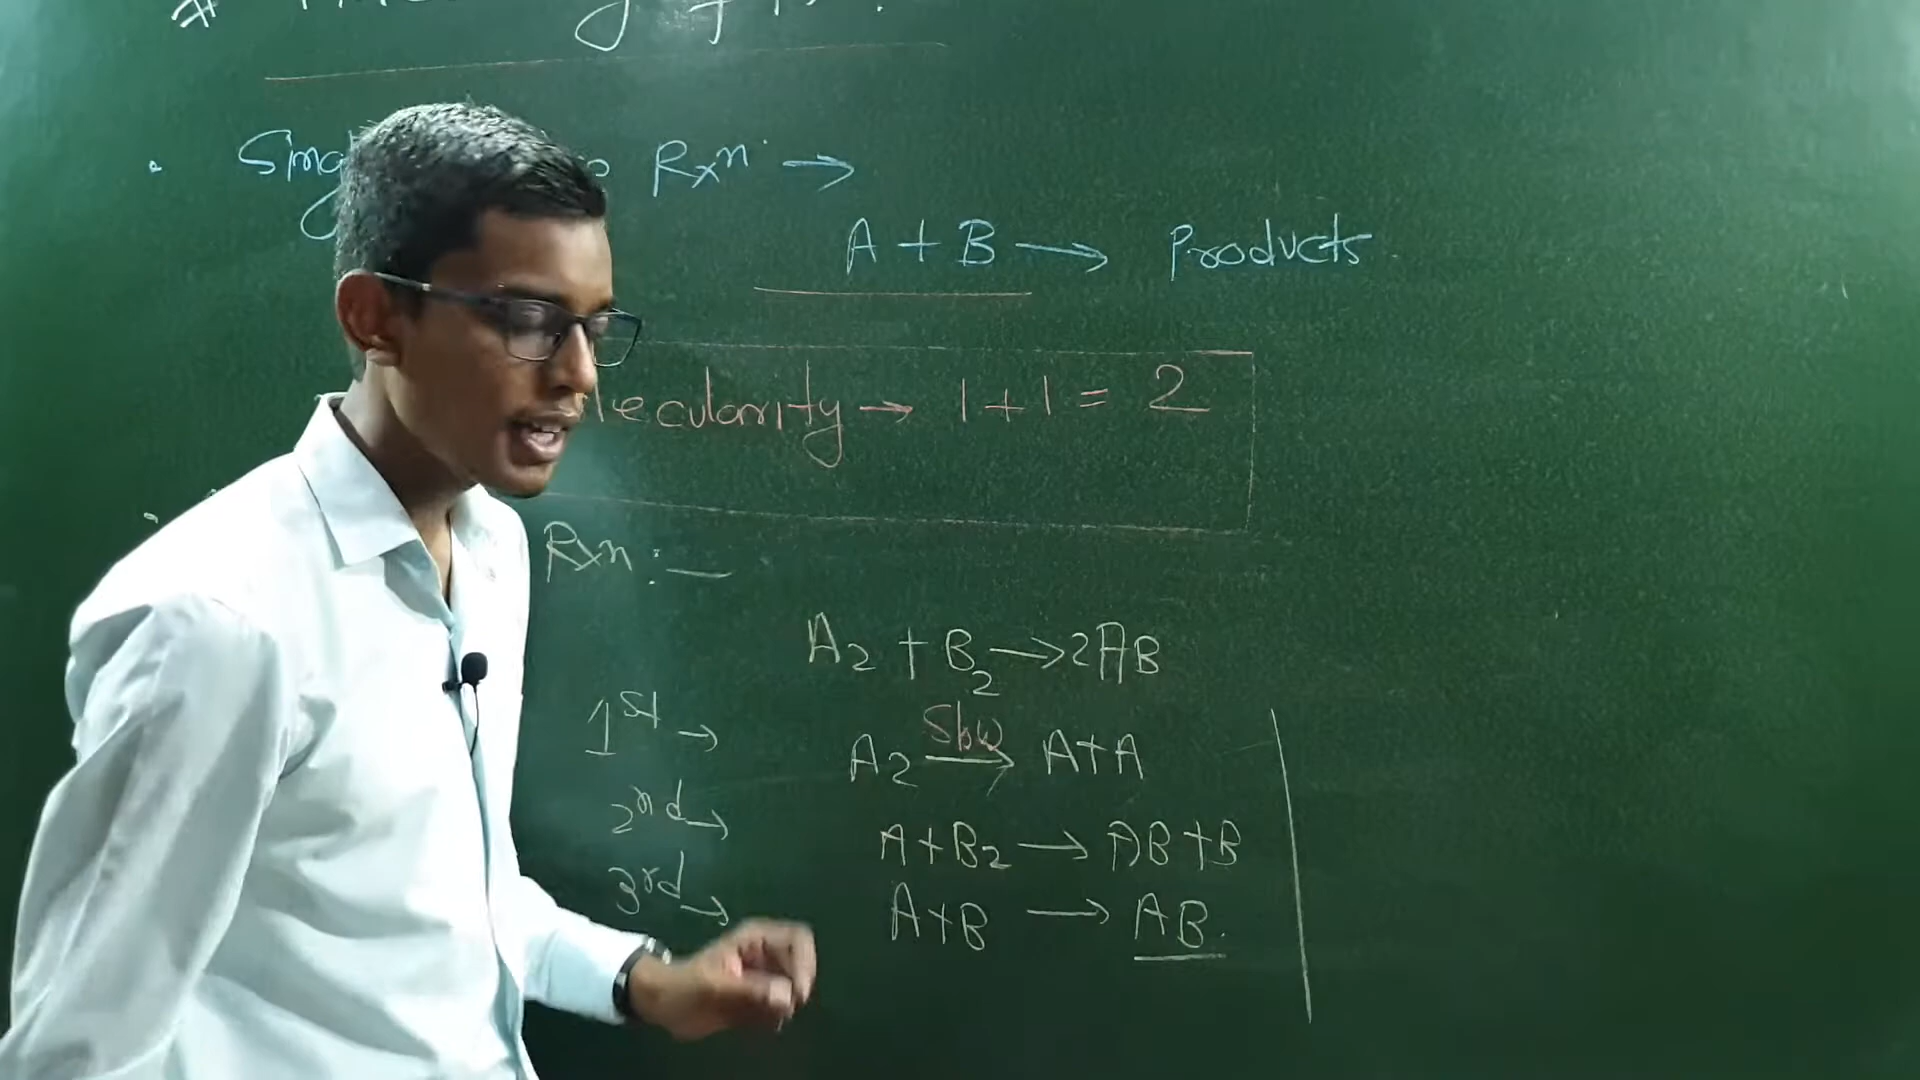 #
• Rxn →
A + B → Products
lecularity → 1 + 1 = 2
Rxn : —
A2 + B2 → 2AB
1st → A2 Slow → A+A
2nd → A+B2 → AB+B
3rd → A+B → AB.